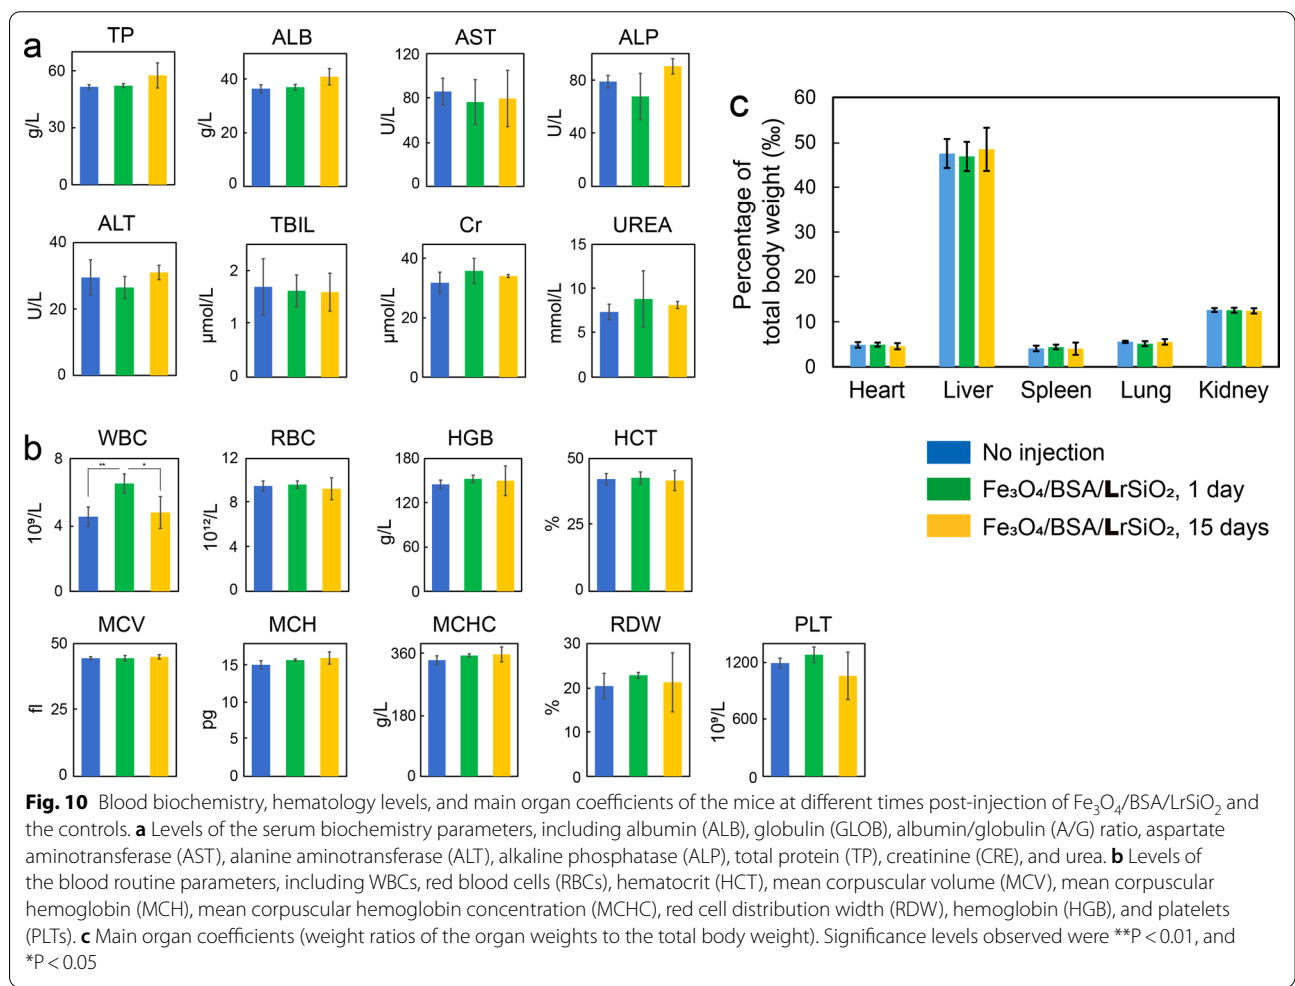 a
TP
60
30
0
g/L
ALB
40
20
0
g/L
AST
120
80
40
0
U/L
ALP
80
40
0
U/L
ALT
40
20
0
U/L
TBIL
2
1
0
µmol/L
Cr
40
20
0
µmol/L
UREA
15
10
5
0
mmol/L
b
WBC
8
4
0
10⁹/L
**
*
RBC
12
8
4
0
10¹²/L
HGB
180
120
60
0
g/L
HCT
50
25
0
%
MCV
50
25
0
fl
MCH
15
10
5
0
pg
MCHC
360
180
0
g/L
RDW
30
20
10
0
%
PLT
1200
600
0
10⁹/L
c
60
50
40
30
20
10
0
Percentage of
total body weight (‰)
Heart Liver Spleen Lung Kidney
No injection
Fe₃O₄/BSA/LrSiO₂, 1 day
Fe₃O₄/BSA/LrSiO₂, 15 days
Fig. 10 Blood biochemistry, hematology levels, and main organ coefficients of the mice at different times post-injection of Fe₃O₄/BSA/LrSiO₂ and
the controls. a Levels of the serum biochemistry parameters, including albumin (ALB), globulin (GLOB), albumin/globulin (A/G) ratio, aspartate
aminotransferase (AST), alanine aminotransferase (ALT), alkaline phosphatase (ALP), total protein (TP), creatinine (CRE), and urea. b Levels of
the blood routine parameters, including WBCs, red blood cells (RBCs), hematocrit (HCT), mean corpuscular volume (MCV), mean corpuscular
hemoglobin (MCH), mean corpuscular hemoglobin concentration (MCHC), red cell distribution width (RDW), hemoglobin (HGB), and platelets
(PLTs). c Main organ coefficients (weight ratios of the organ weights to the total body weight). Significance levels observed were **P < 0.01, and
*P < 0.05